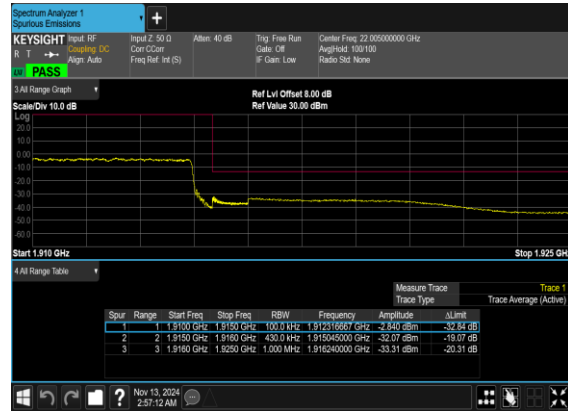 Spectrum Analyzer 1
Spurious Emissions
+
KEYSIGHT Input: RF Input Z: 50 Ω Atten: 40 dB Trig: Free Run Center Freq: 22.005000000 GHz
R T Coupling: DC Corr CCorr Gate: Off Avg|Hold: 100/100
Align: Auto Freq Ref: Int (S) IF Gain: Low Radio Std: None
LW PASS
3 All Range Graph
Ref Lvl Offset 8.00 dB
Scale/Div 10.0 dB Ref Value 30.00 dBm
Log
20.0
10.0
0.00
-10.0
-20.0
-30.0
-40.0
-50.0
-60.0
Start 1.910 GHz Stop 1.925 GHz
4 All Range Table
Measure Trace Trace 1
Trace Type Trace Average (Active)
Spur Range Start Freq Stop Freq RBW Frequency Amplitude ΔLimit
1 1 1.9100 GHz 1.9150 GHz 100.0 kHz 1.912316667 GHz -2.840 dBm -32.84 dB
2 2 1.9150 GHz 1.9160 GHz 430.0 kHz 1.915045000 GHz -32.07 dBm -19.07 dB
3 3 1.9160 GHz 1.9250 GHz 1.000 MHz 1.916240000 GHz -33.31 dBm -20.31 dB
? Nov 13, 2024
2:57:12 AM